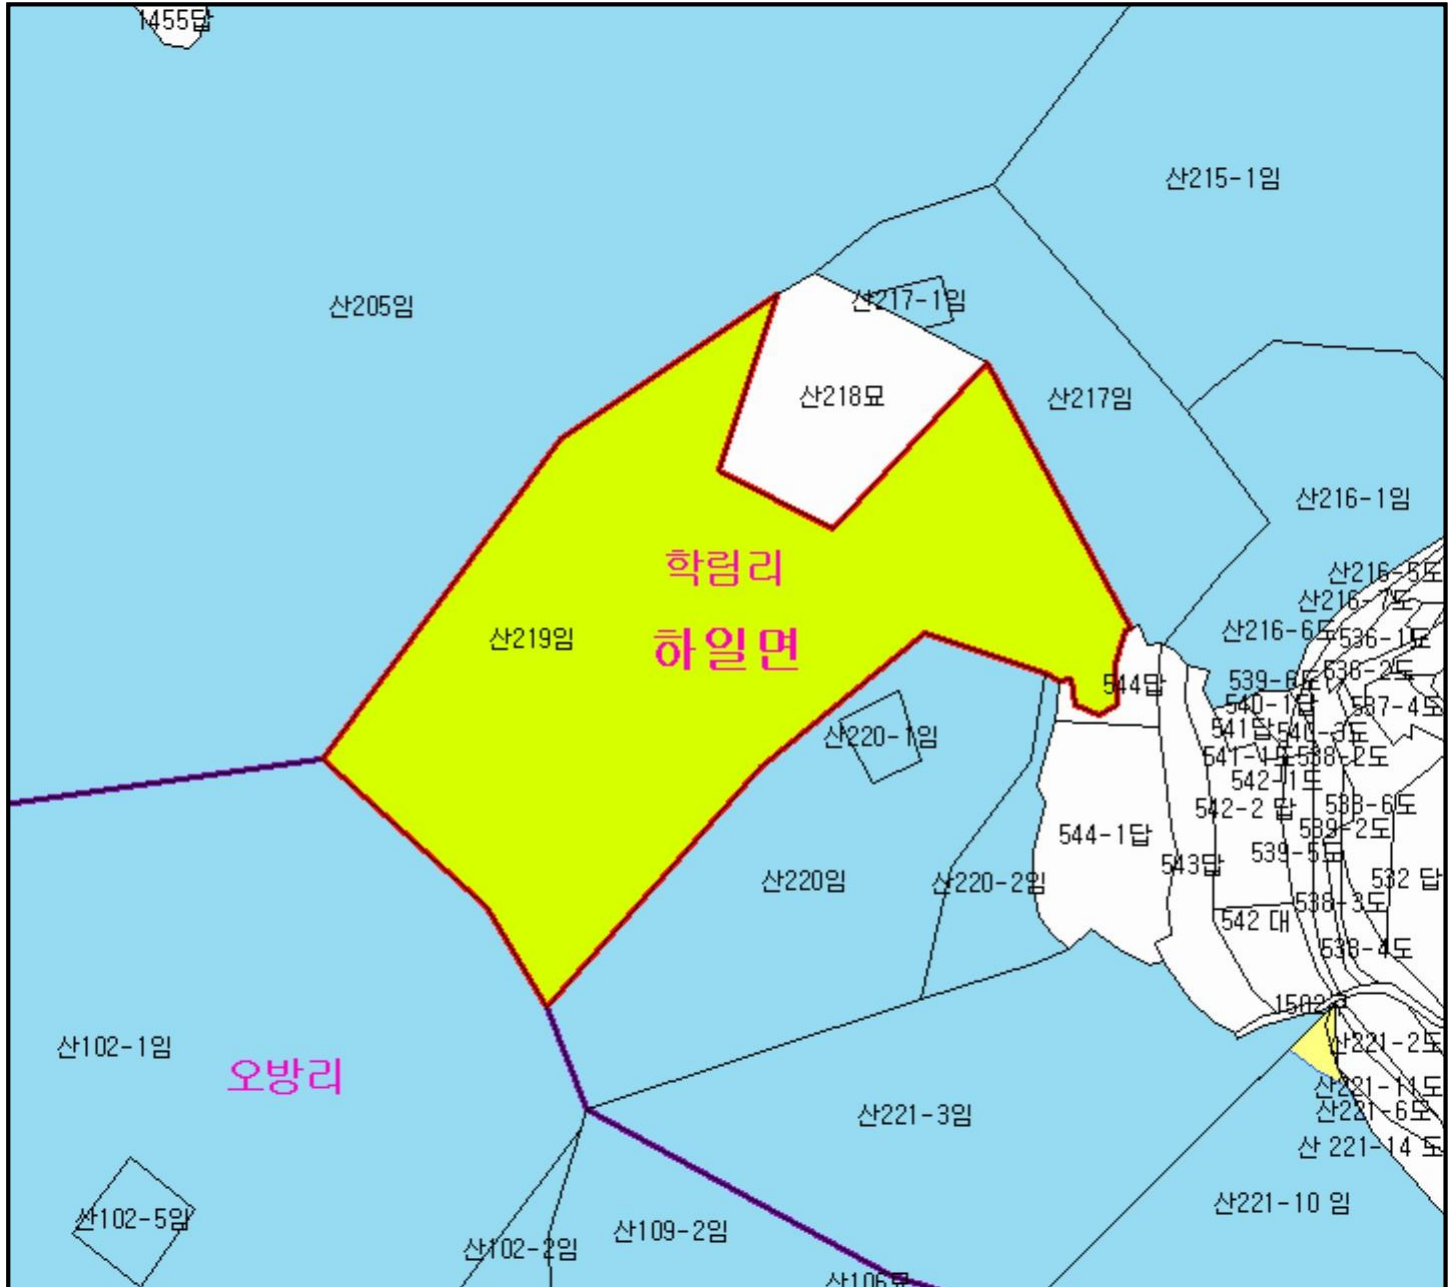 1455답
산215-1임
산217-1임
산205임
산218묘
산217임
산216-1임
학림리
산216-5도
산216-7도
산216-6도
536-1도
산219임
하일면
536-2도
539-6도
544답
540-1답
537-4도
541답
540-3도
산220-1임
541-1도
538-2도
542-1도
542-2 답
538-6도
539-2도
544-1답
539-5도
543답
산220임
산220-2임
532 답
538-3도
542 대
538-4도
산102-1임
산221-2도
오방리
산221-11도
산221-3임
산221-6도
산 221-14 도
산221-10 임
산102-5임
산109-2임
산102-2임
산106묘